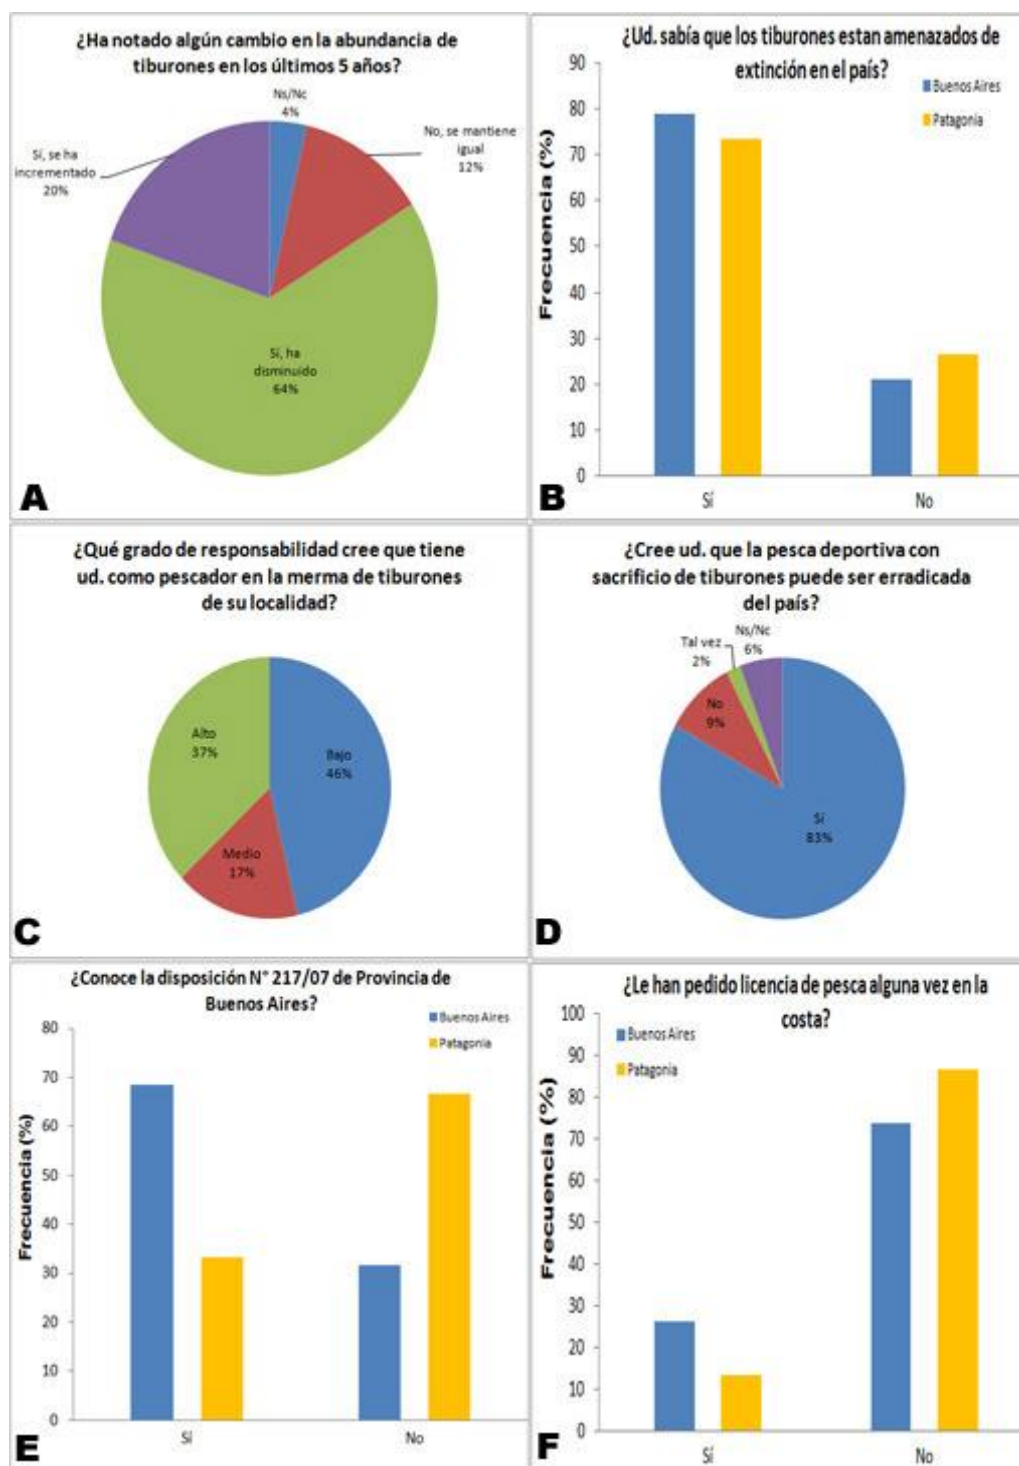 ¿Ha notado algún cambio en la abundancia de
tiburones en los últimos 5 años?
Ns/Nc
4%
No, se mantiene
igual
12%
Sí, se ha
incrementado
20%
Sí, ha
disminuido
64%
A
¿Ud. sabía que los tiburones estan amenazados de
extinción en el país?
Buenos Aires
Patagonia
Frecuencia (%)
90
80
70
60
50
40
30
20
10
0
Sí
No
B
¿Qué grado de responsabilidad cree que tiene
ud. como pescador en la merma de tiburones
de su localidad?
Alto
37%
Bajo
46%
Medio
17%
C
¿Cree ud. que la pesca deportiva con
sacrificio de tiburones puede ser erradicada
del país?
Ns/Nc
6%
Tal vez
2%
No
9%
Sí
83%
D
¿Conoce la disposición N° 217/07 de Provincia de
Buenos Aires?
Buenos Aires
Patagonia
Frecuencia (%)
80
70
60
50
40
30
20
10
0
Sí
No
E
¿Le han pedido licencia de pesca alguna vez en la
costa?
Buenos Aires
Patagonia
Frecuencia (%)
100
90
80
70
60
50
40
30
20
10
0
Sí
No
F